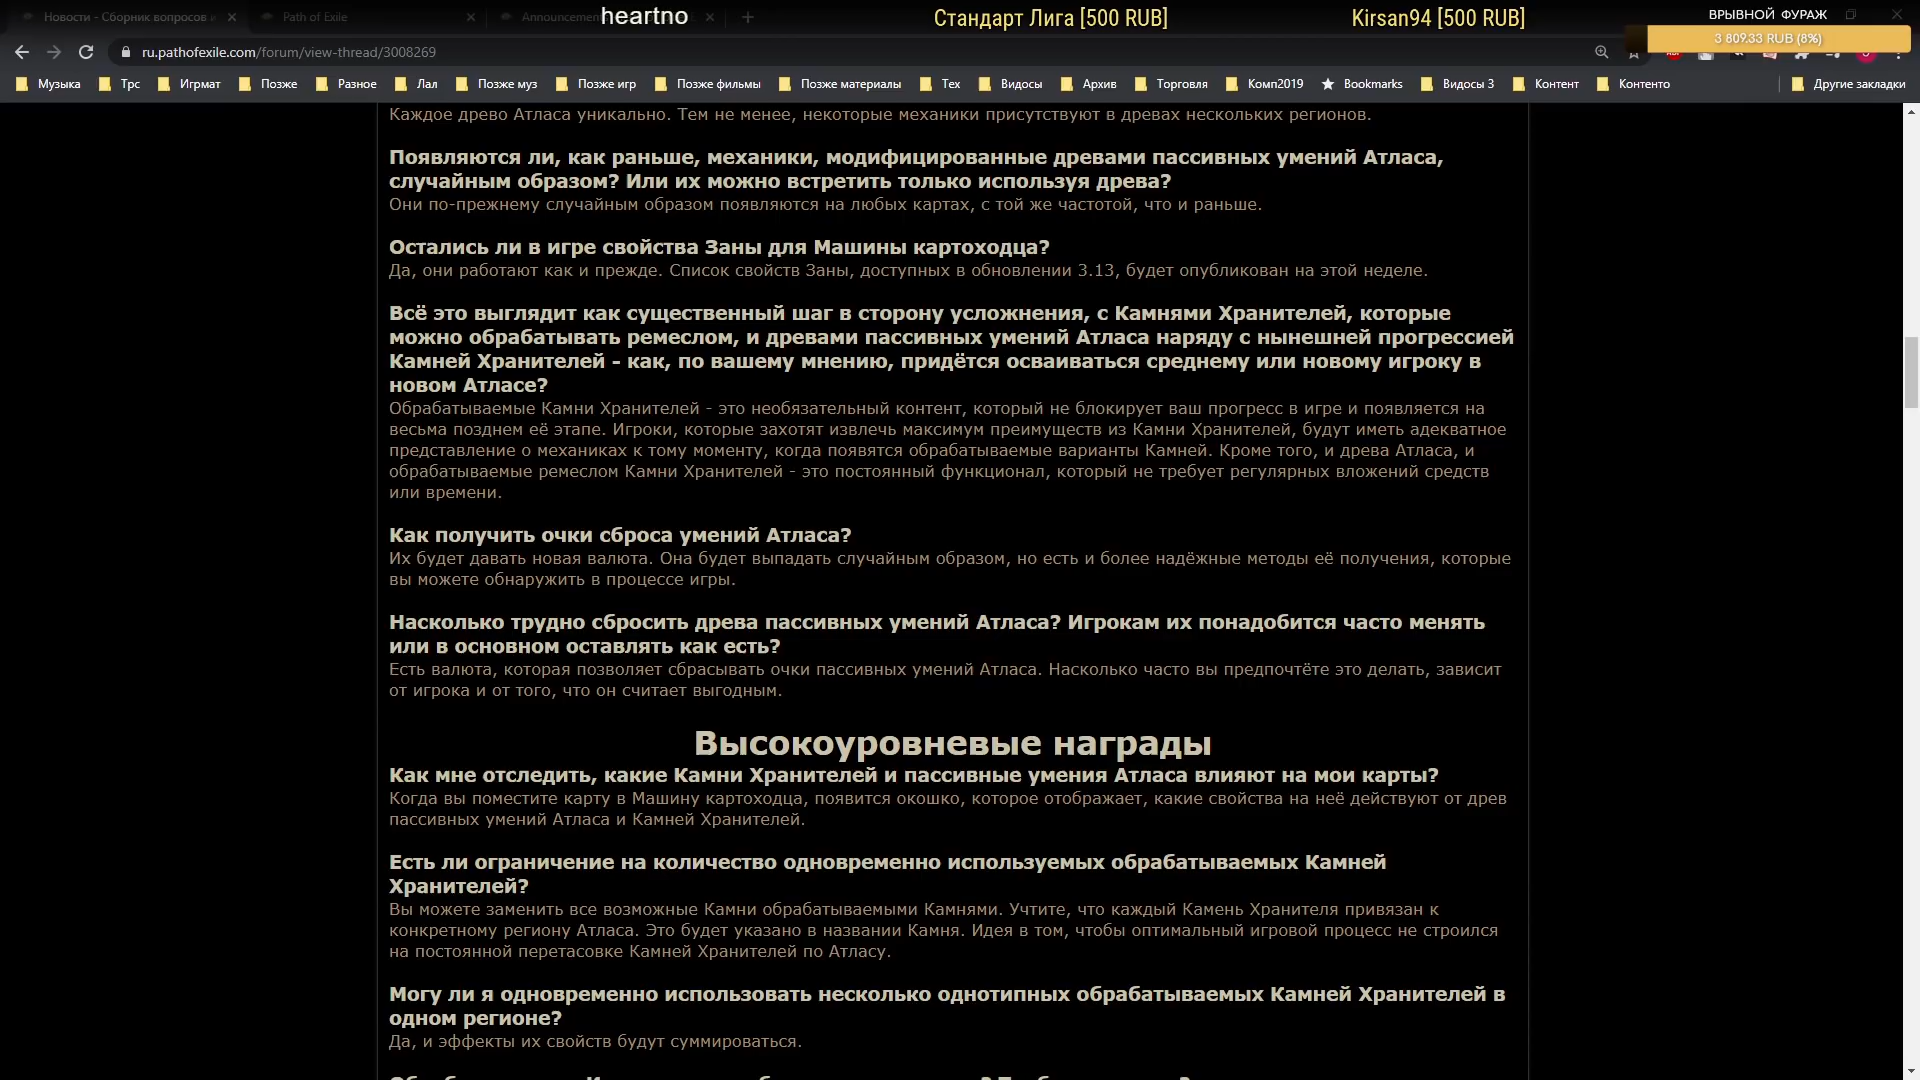 Новости - Сборник вопросов и
Path of Exile
Announcement
heartno
Стандарт Лига [500 RUB]
Kirsan94 [500 RUB]
ВРЫВНОЙ ФУРАЖ
3 809.33 RUB (8%)
ru.pathofexile.com/forum/view-thread/3008269
Музыка Трс Игрмат Позже Разное Лал Позже муз Позже игр Позже фильмы Позже материалы Тех Видосы Архив Торговля Комп2019 Bookmarks Видосы 3 Контент Контенто Другие закладки
Каждое древо Атласа уникально. Тем не менее, некоторые механики присутствуют в древах нескольких регионов.
Появляются ли, как раньше, механики, модифицированные древами пассивных умений Атласа,
случайным образом? Или их можно встретить только используя древа?
Они по-прежнему случайным образом появляются на любых картах, с той же частотой, что и раньше.
Остались ли в игре свойства Заны для Машины картоходца?
Да, они работают как и прежде. Список свойств Заны, доступных в обновлении 3.13, будет опубликован на этой неделе.
Всё это выглядит как существенный шаг в сторону усложнения, с Камнями Хранителей, которые
можно обрабатывать ремеслом, и древами пассивных умений Атласа наряду с нынешней прогрессией
Камней Хранителей - как, по вашему мнению, придётся осваиваться среднему или новому игроку в
новом Атласе?
Обрабатываемые Камни Хранителей - это необязательный контент, который не блокирует ваш прогресс в игре и появляется на
весьма позднем её этапе. Игроки, которые захотят извлечь максимум преимуществ из Камни Хранителей, будут иметь адекватное
представление о механиках к тому моменту, когда появятся обрабатываемые варианты Камней. Кроме того, и древа Атласа, и
обрабатываемые ремеслом Камни Хранителей - это постоянный функционал, который не требует регулярных вложений средств
или времени.
Как получить очки сброса умений Атласа?
Их будет давать новая валюта. Она будет выпадать случайным образом, но есть и более надёжные методы её получения, которые
вы можете обнаружить в процессе игры.
Насколько трудно сбросить древа пассивных умений Атласа? Игрокам их понадобится часто менять
или в основном оставлять как есть?
Есть валюта, которая позволяет сбрасывать очки пассивных умений Атласа. Насколько часто вы предпочтёте это делать, зависит
от игрока и от того, что он считает выгодным.
Высокоуровневые награды
Как мне отследить, какие Камни Хранителей и пассивные умения Атласа влияют на мои карты?
Когда вы поместите карту в Машину картоходца, появится окошко, которое отображает, какие свойства на неё действуют от древ
пассивных умений Атласа и Камней Хранителей.
Есть ли ограничение на количество одновременно используемых обрабатываемых Камней
Хранителей?
Вы можете заменить все возможные Камни обрабатываемыми Камнями. Учтите, что каждый Камень Хранителя привязан к
конкретному региону Атласа. Это будет указано в названии Камня. Идея в том, чтобы оптимальный игровой процесс не строился
на постоянной перетасовке Камней Хранителей по Атласу.
Могу ли я одновременно использовать несколько однотипных обрабатываемых Камней Хранителей в
одном регионе?
Да, и эффекты их свойств будут суммироваться.